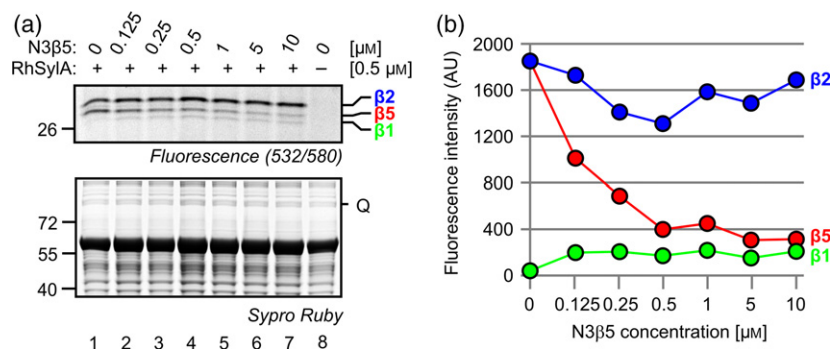 (a)
N3β5: 0 0.125 0.25 0.5 1 5 10 0 [μM]
RhSylA: + + + + + + + – [0.5 μM]
β2
β5
β1
26
Fluorescence (532/580)
Q
72
55
40
Sypro Ruby
1 2 3 4 5 6 7 8
(b)
Fluorescence intensity (AU)
2000
1600
1200
800
400
0
β2
β5
β1
0 0.125 0.25 0.5 1 5 10
N3β5 concentration [μM]